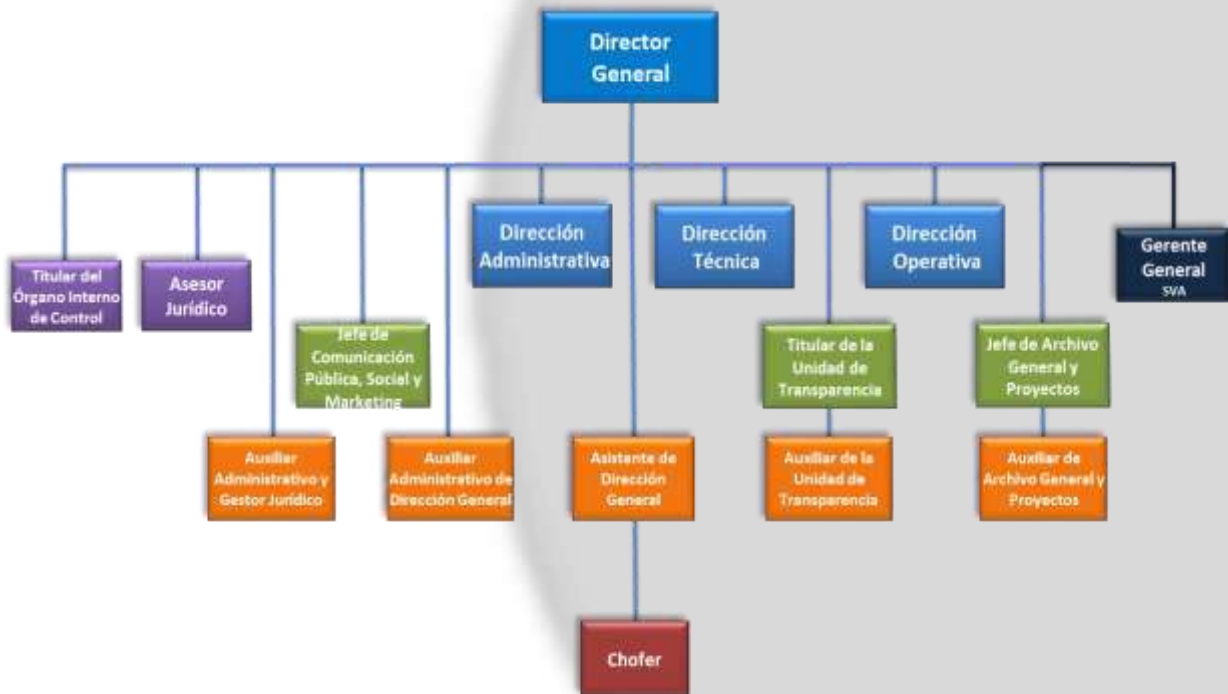 Director
General
Dirección
Administrativa
Dirección
Técnica
Dirección
Operativa
Gerente
General
SVA
Titular del
Órgano Interno
de Control
Asesor
Jurídico
Jefe de
Comunicación
Pública, Social y
Marketing
Titular de la
Unidad de
Transparencia
Jefe de Archivo
General y
Proyectos
Auxiliar
Administrativo y
Gestor Jurídico
Auxiliar
Administrativo de
Dirección General
Asistente de
Dirección
General
Auxiliar de la
Unidad de
Transparencia
Auxiliar de
Archivo General y
Proyectos
Chofer